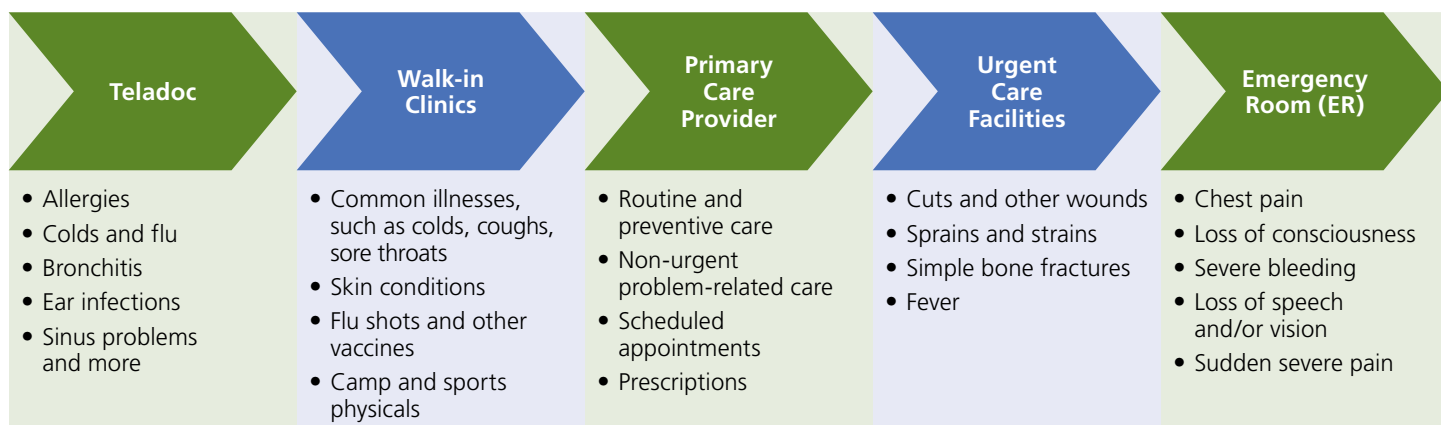 Teladoc
Walk-in
Clinics
Primary
Care
Provider
Urgent
Care
Facilities
Emergency
Room (ER)
• Allergies
• Colds and flu
• Bronchitis
• Ear infections
• Sinus problems
and more
• Common illnesses,
such as colds, coughs,
sore throats
• Skin conditions
• Flu shots and other
vaccines
• Camp and sports
physicals
• Routine and
preventive care
• Non-urgent
problem-related care
• Scheduled
appointments
• Prescriptions
• Cuts and other wounds
• Sprains and strains
• Simple bone fractures
• Fever
• Chest pain
• Loss of consciousness
• Severe bleeding
• Loss of speech
and/or vision
• Sudden severe pain